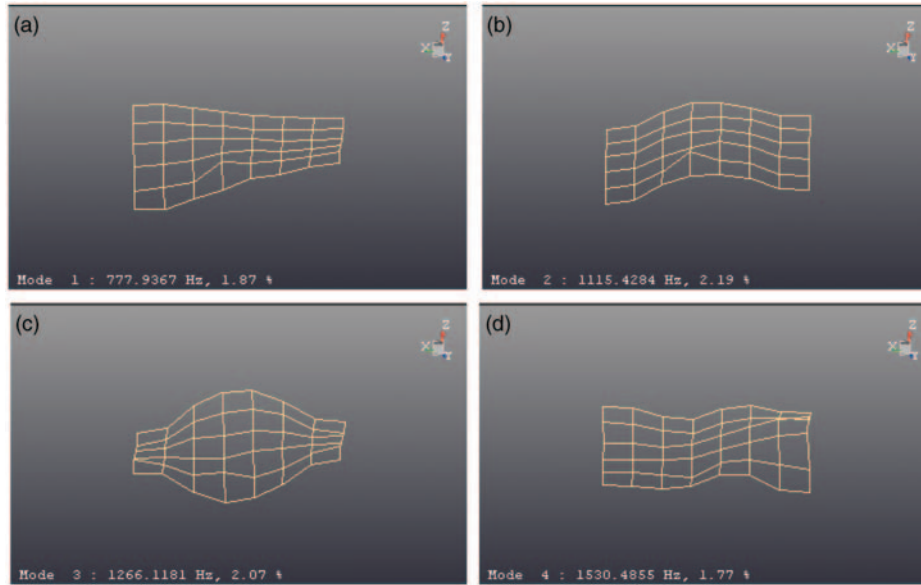 (a)
Z
X
Y
Mode 1 : 777.9367 Hz, 1.87 %
(b)
Z
X
Y
Mode 2 : 1115.4284 Hz, 2.19 %
(c)
Z
X
Y
Mode 3 : 1266.1181 Hz, 2.07 %
(d)
Z
X
Y
Mode 4 : 1530.4855 Hz, 1.77 %